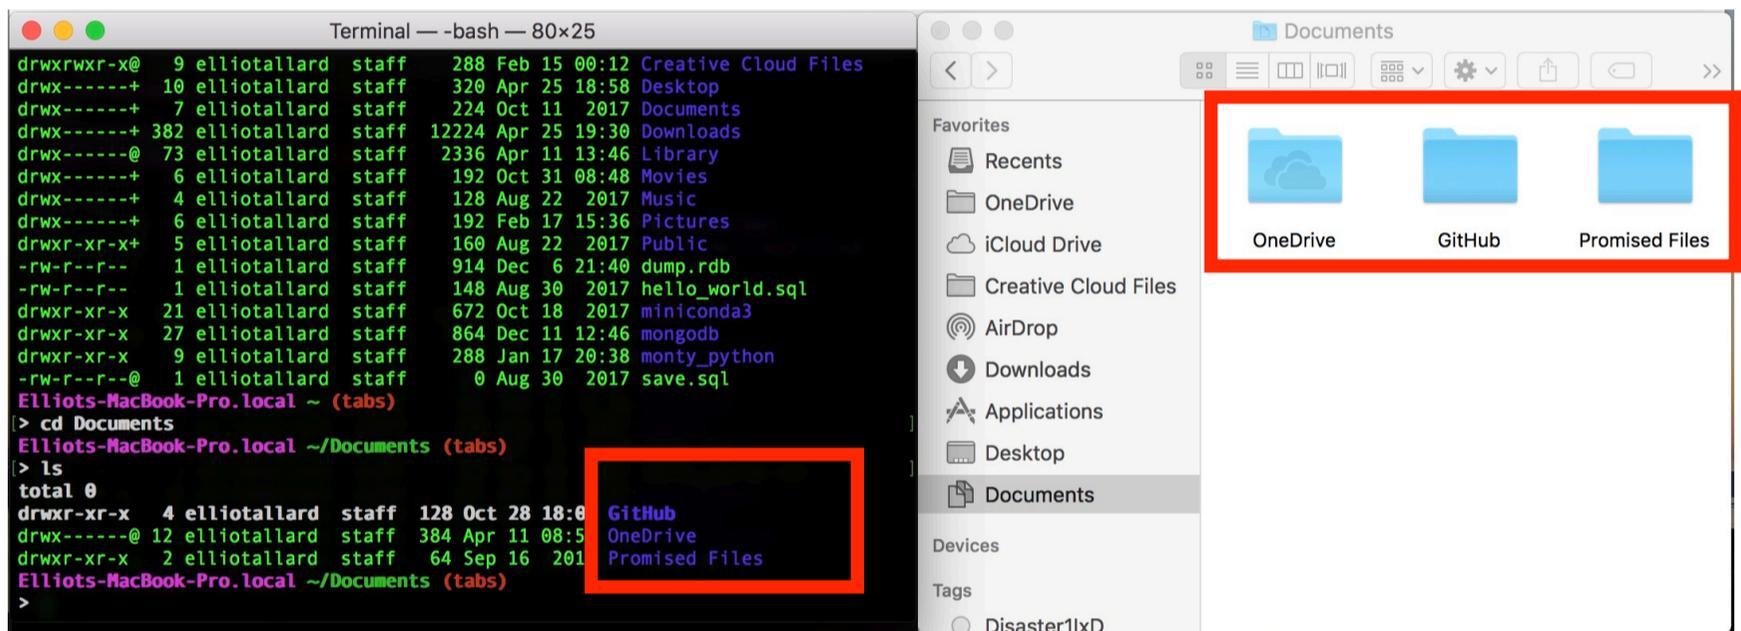 Terminal — -bash — 80×25
drwxrwxr-x@ 9 elliotallard staff 288 Feb 15 00:12 Creative Cloud Files
drwx------+ 10 elliotallard staff 320 Apr 25 18:58 Desktop
drwx------+ 7 elliotallard staff 224 Oct 11 2017 Documents
drwx------+ 382 elliotallard staff 12224 Apr 25 19:30 Downloads
drwx------@ 73 elliotallard staff 2336 Apr 11 13:46 Library
drwx------+ 6 elliotallard staff 192 Oct 31 08:48 Movies
drwx------+ 4 elliotallard staff 128 Aug 22 2017 Music
drwx------+ 6 elliotallard staff 192 Feb 17 15:36 Pictures
drwxr-xr-x+ 5 elliotallard staff 160 Aug 22 2017 Public
-rw-r--r-- 1 elliotallard staff 914 Dec 6 21:40 dump.rdb
-rw-r--r-- 1 elliotallard staff 148 Aug 30 2017 hello_world.sql
drwxr-xr-x 21 elliotallard staff 672 Oct 18 2017 miniconda3
drwxr-xr-x 27 elliotallard staff 864 Dec 11 12:46 mongodb
drwxr-xr-x 9 elliotallard staff 288 Jan 17 20:38 monty_python
-rw-r--r--@ 1 elliotallard staff 0 Aug 30 2017 save.sql
Elliots-MacBook-Pro.local ~ (tabs)
[> cd Documents ]
Elliots-MacBook-Pro.local ~/Documents (tabs)
[> ls ]
total 0
drwxr-xr-x 4 elliotallard staff 128 Oct 28 18:0 GitHub
drwx------@ 12 elliotallard staff 384 Apr 11 08:5 OneDrive
drwxr-xr-x 2 elliotallard staff 64 Sep 16 201 Promised Files
Elliots-MacBook-Pro.local ~/Documents (tabs)
>
Documents
Favorites
Recents
OneDrive
iCloud Drive
Creative Cloud Files
AirDrop
Downloads
Applications
Desktop
Documents
Devices
Tags
Disaster1lxD
OneDrive GitHub Promised Files